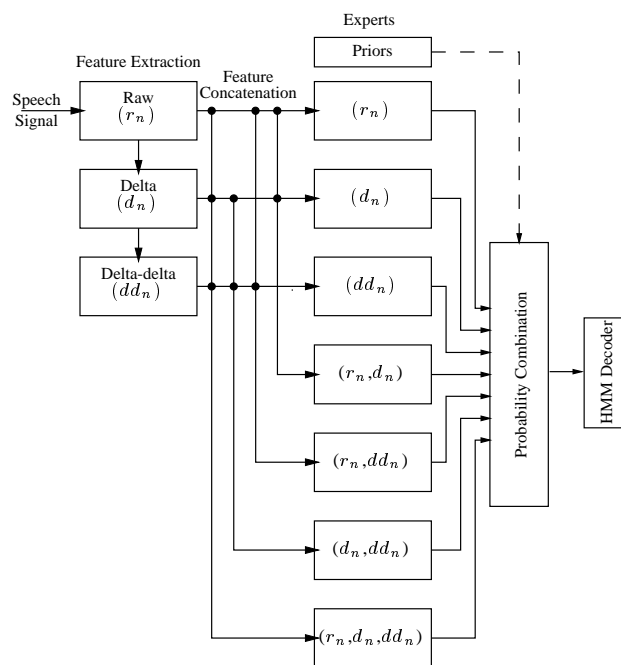 Experts
Priors
Feature Extraction
Feature
Concatenation
Speech
Signal
Raw
(r_n)
(r_n)
Delta
(d_n)
(d_n)
Delta-delta
(dd_n)
(dd_n)
(r_n,d_n)
(r_n,dd_n)
(d_n,dd_n)
(r_n,d_n,dd_n)
Probability Combination
HMM Decoder